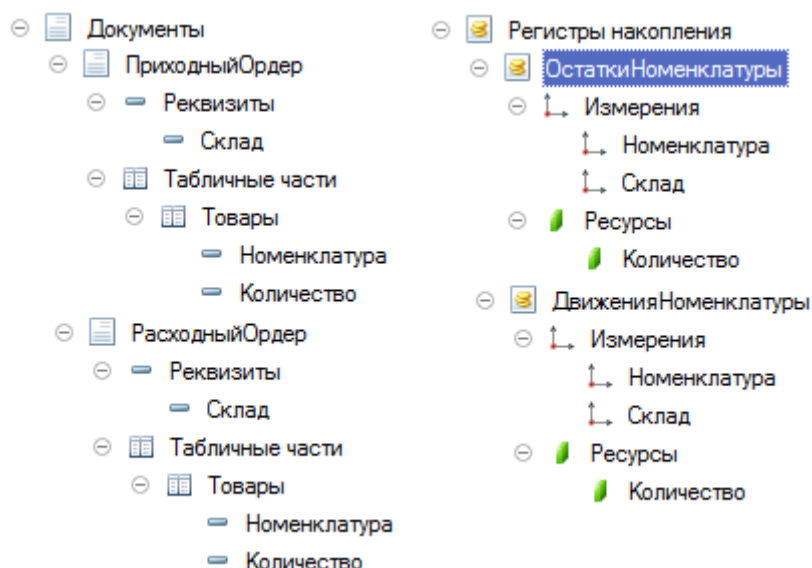 Документы
ПриходныйОрдер
Реквизиты
Склад
Табличные части
Товары
Номенклатура
Количество
РасходныйОрдер
Реквизиты
Склад
Табличные части
Товары
Номенклатура
Количество
Регистры накопления
ОстаткиНоменклатуры
Измерения
Номенклатура
Склад
Ресурсы
Количество
ДвиженияНоменклатуры
Измерения
Номенклатура
Склад
Ресурсы
Количество